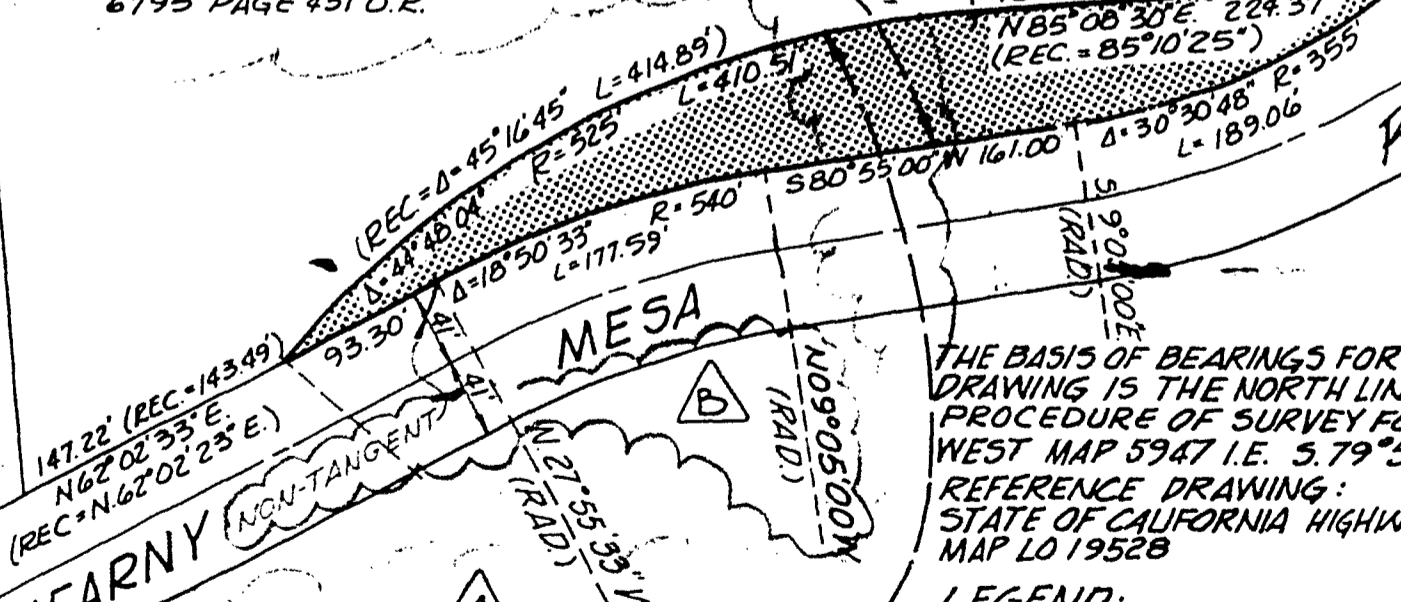 6795 PAGE 451 O.R.
N85°08'30"E. 224.37'
(REC.=85°10'25")
(REC=Δ=45°16'45" L=414.89')
L=410.51'
R=525'
Δ=44°48'04"
Δ=30°30'48" R=355'
L=189.06'
S80°55'00"W 161.00'
R=540'
Δ=18°50'33"
L=177.59'
93.30'
41'
41'
MESA
(RAD.)
147.22' (REC.=143.49')
N62°02'33"E.
(REC=N.62°02'23"E.)
NON-TANGENT
B
N09°05'00"W
(RAD.)
N 27°55'33"
(RAD.)
EARNY
THE BASIS OF BEARINGS FOR
DRAWING IS THE NORTH LIN
PROCEDURE OF SURVEY FO
WEST MAP 5947 I.E. S.79°5
REFERENCE DRAWING:
STATE OF CALIFORNIA HIGHW
MAP LO 19528
LEGEND: